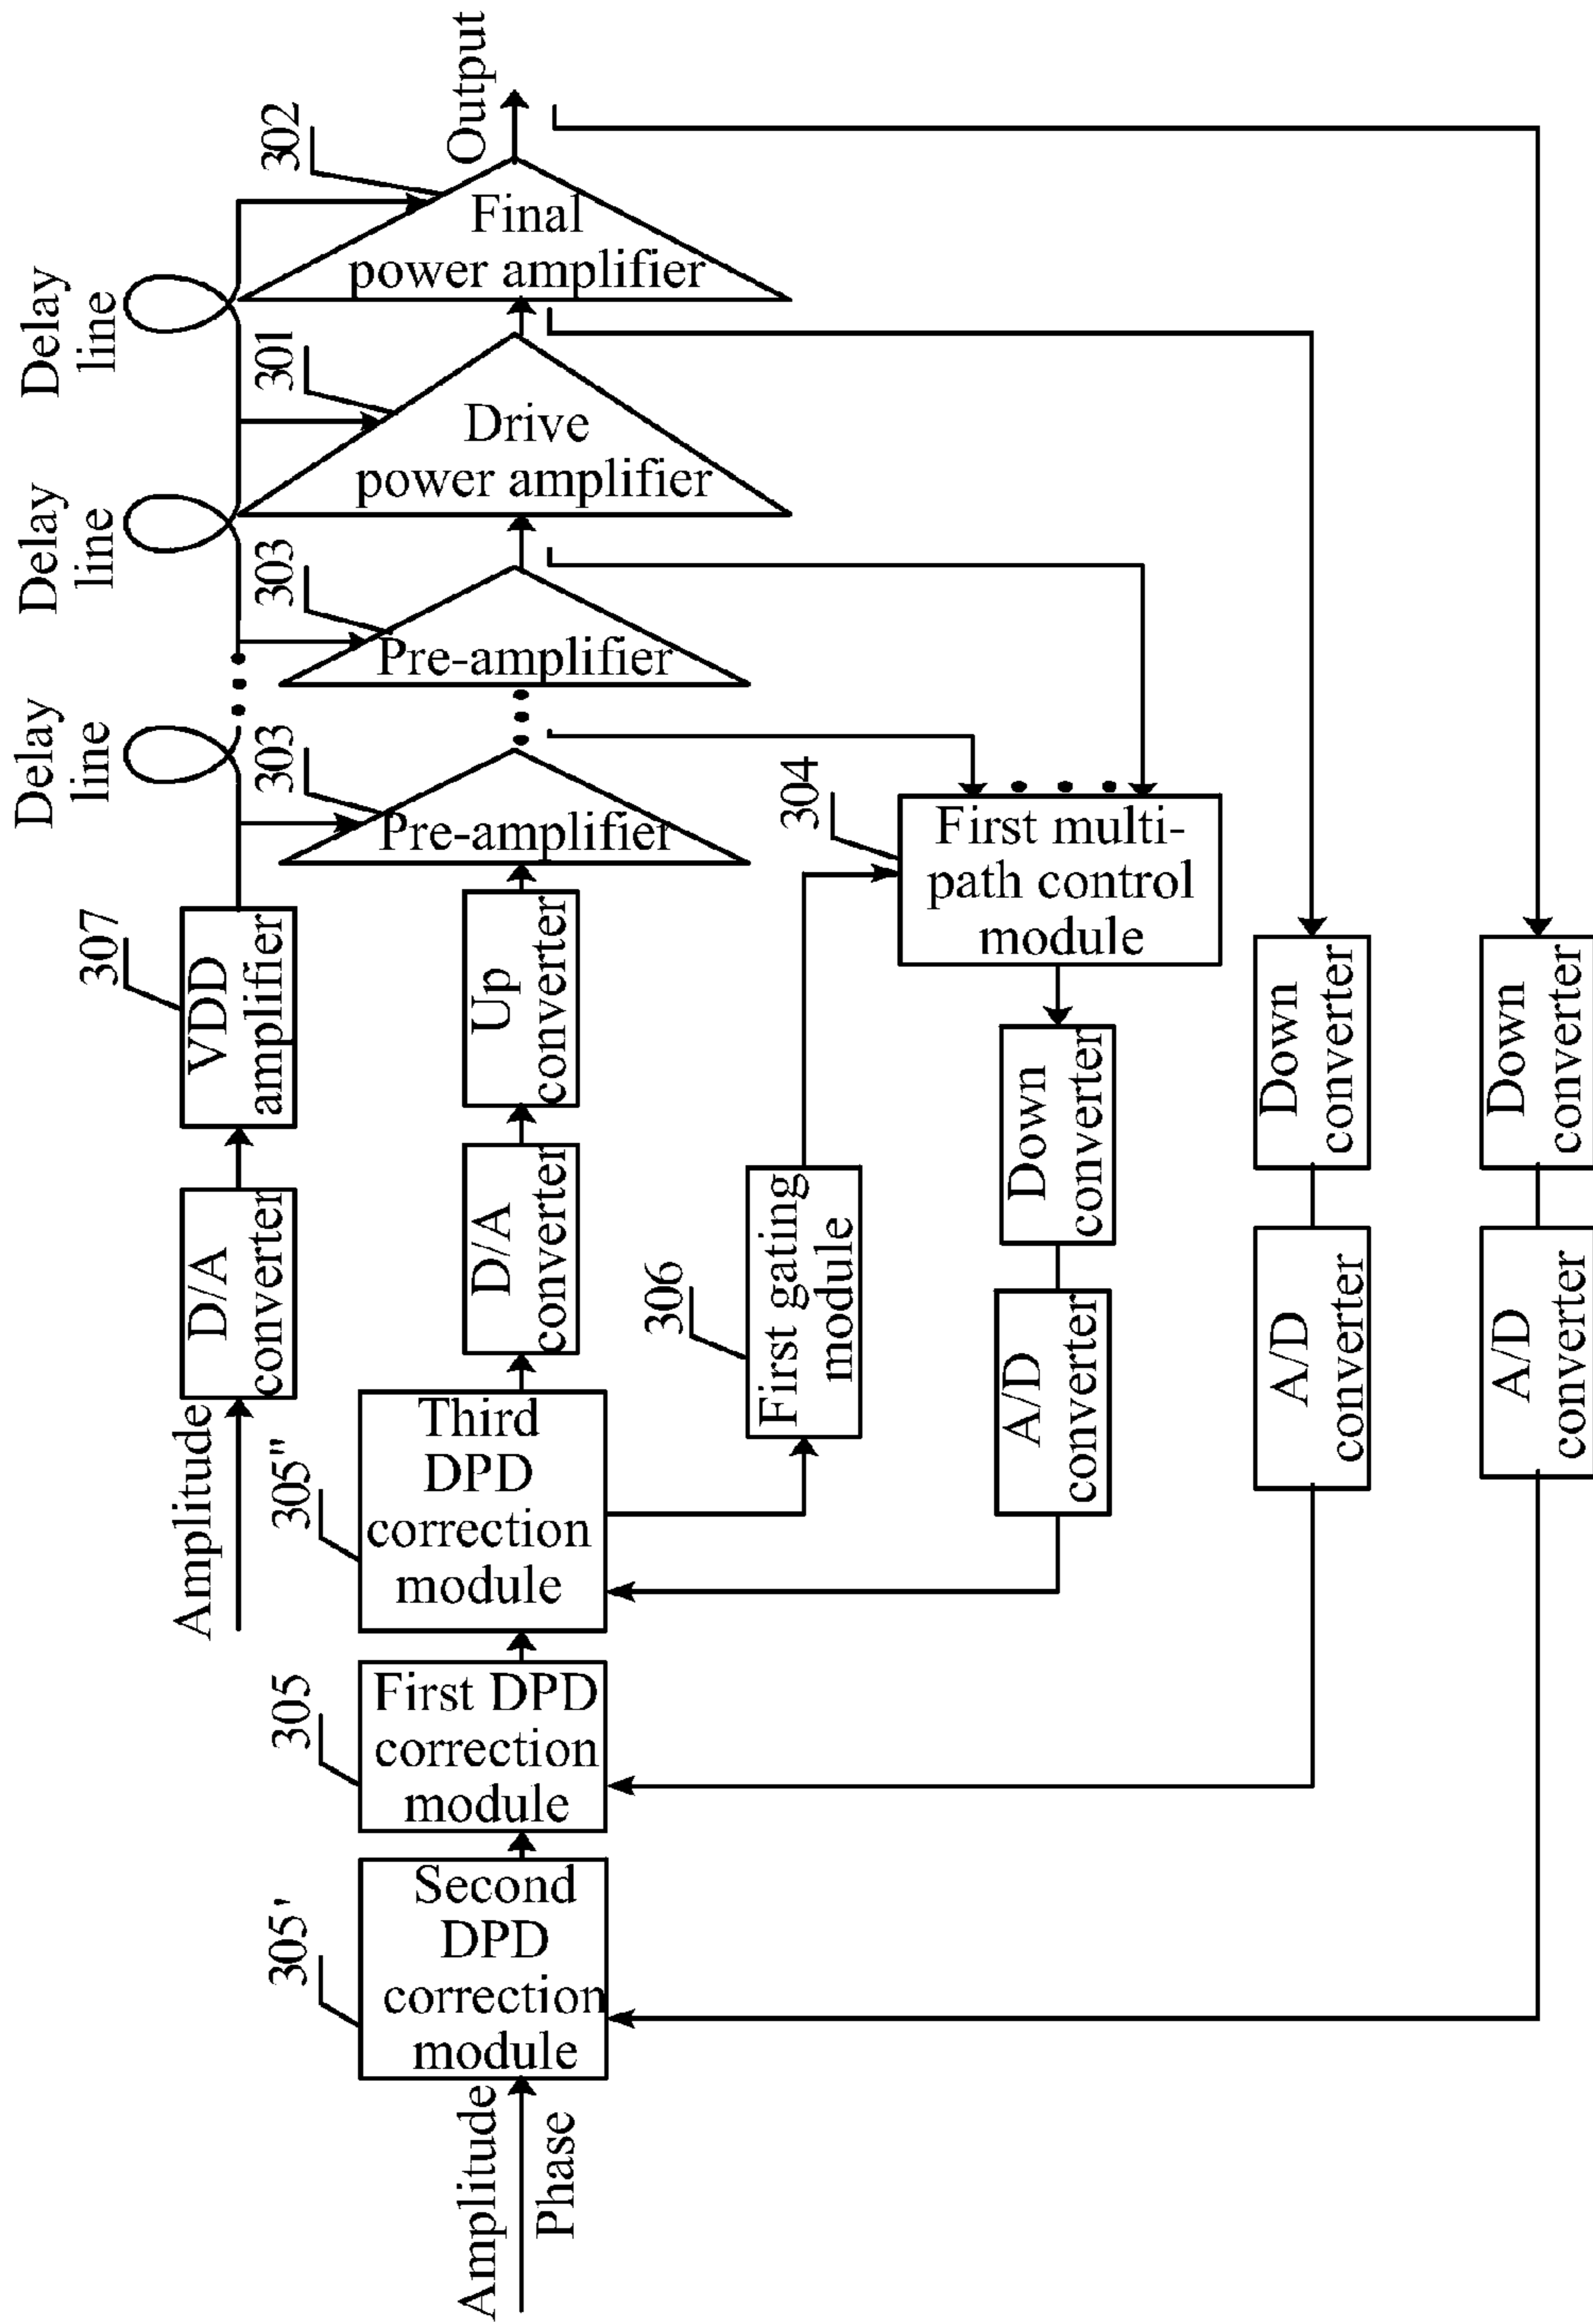 Delay
line
Delay
line
Delay
line
307
303
303
301
302
Output
Amplitude
D/A
converter
VDD
amplifier
Amplitude
Phase
305'
Second
DPD
correction
module
305
First DPD
correction
module
305"
Third
DPD
correction
module
D/A
converter
Up
converter
Pre-amplifier
Pre-amplifier
Drive
power amplifier
Final
power amplifier
306
First gating
module
304
First multi-
path control
module
A/D
converter
Down
converter
A/D
converter
Down
converter
A/D
converter
Down
converter